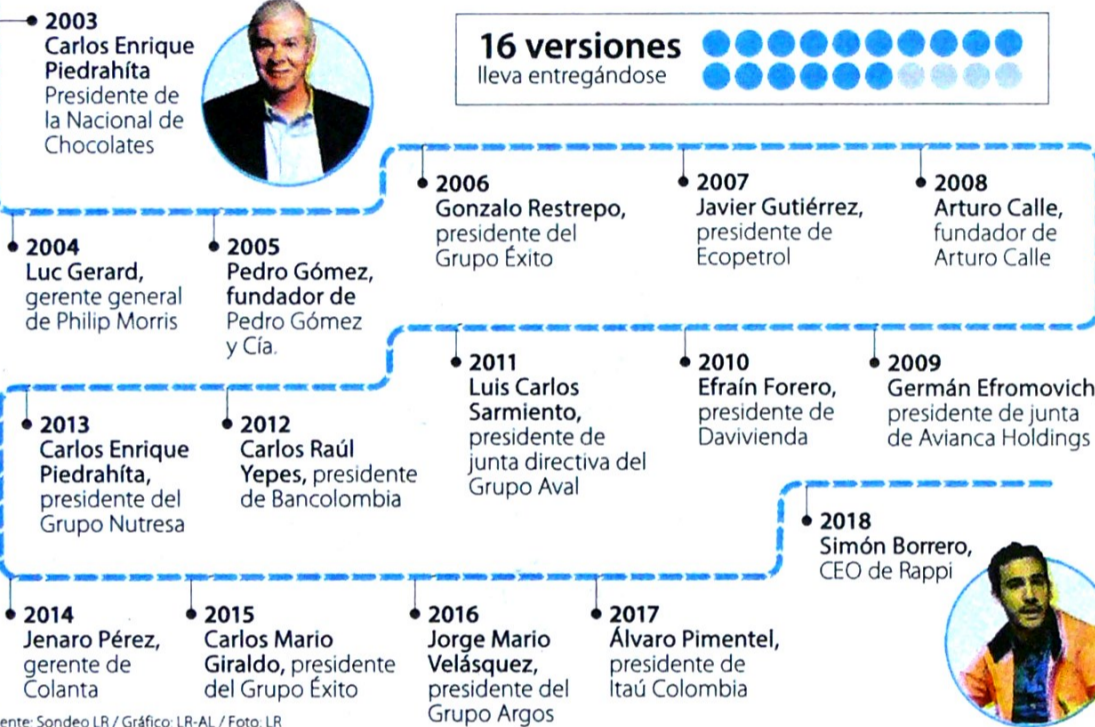 2003
Carlos Enrique
Piedrahíta
Presidente de
la Nacional de
Chocolates
16 versiones
lleva entregándose
2004
Luc Gerard,
gerente general
de Philip Morris
2005
Pedro Gómez,
fundador de
Pedro Gómez
y Cía.
2006
Gonzalo Restrepo,
presidente del
Grupo Éxito
2007
Javier Gutiérrez,
presidente de
Ecopetrol
2008
Arturo Calle,
fundador de
Arturo Calle
2009
Germán Efromovich
presidente de junta
de Avianca Holdings
2010
Efraín Forero,
presidente de
Davivienda
2011
Luis Carlos
Sarmiento,
presidente de
junta directiva del
Grupo Aval
2012
Carlos Raúl
Yepes, presidente
de Bancolombia
2013
Carlos Enrique
Piedrahíta,
presidente del
Grupo Nutresa
2014
Jenaro Pérez,
gerente de
Colanta
2015
Carlos Mario
Giraldo, presidente
del Grupo Éxito
2016
Jorge Mario
Velásquez,
presidente del
Grupo Argos
2017
Álvaro Pimentel,
presidente de
Itaú Colombia
2018
Simón Borrero,
CEO de Rappi
ente: Sondeo LR / Gráfico: LR-AL / Foto: LR